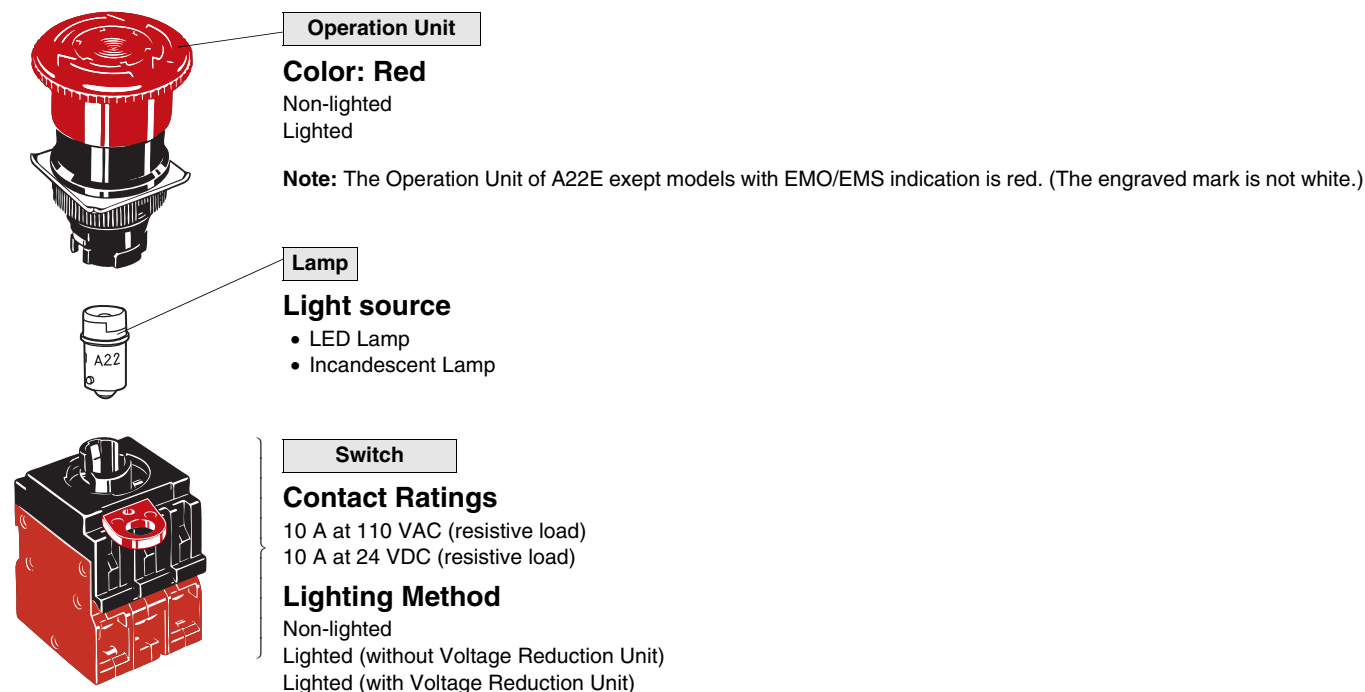 Operation Unit
Color: Red
Non-lighted
Lighted
Note: The Operation Unit of A22E exept models with EMO/EMS indication is red. (The engraved mark is not white.)
Lamp
Light source
• LED Lamp
• Incandescent Lamp
A22
Switch
Contact Ratings
10 A at 110 VAC (resistive load)
10 A at 24 VDC (resistive load)
Lighting Method
Non-lighted
Lighted (without Voltage Reduction Unit)
Lighted (with Voltage Reduction Unit)